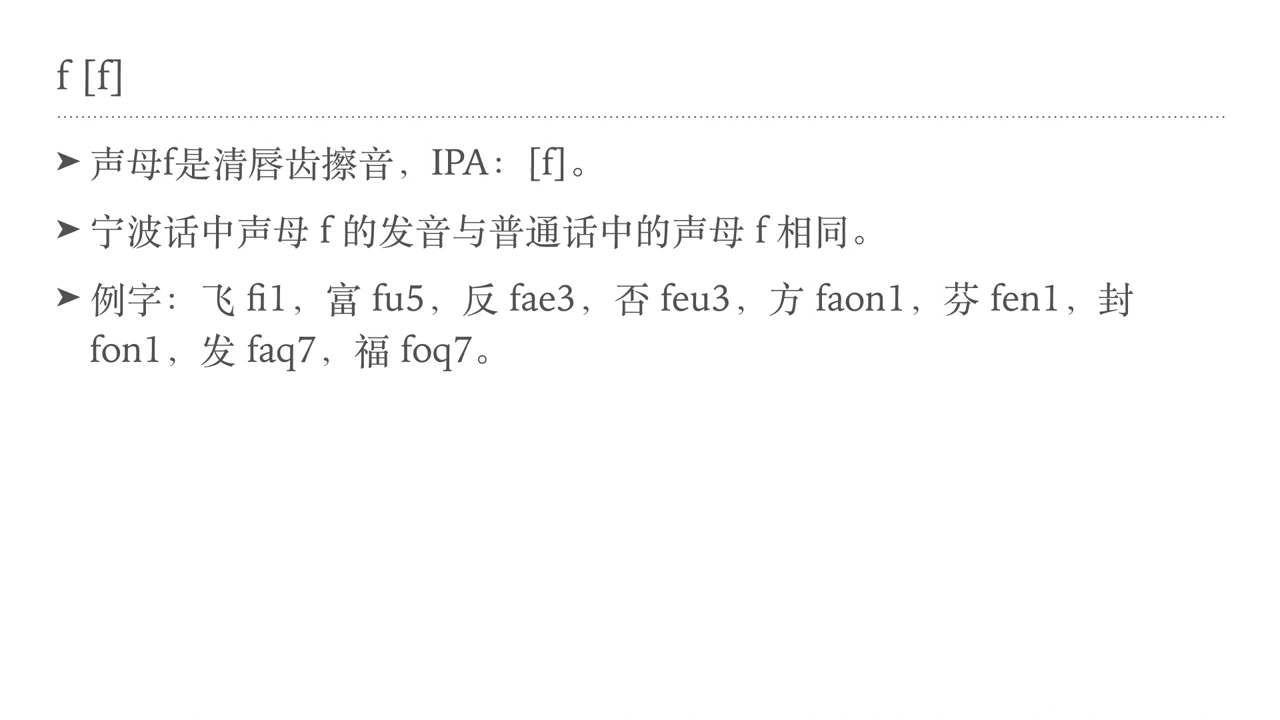 f [f]
➤ 声母f是清唇齿擦音，IPA：[f]。
➤ 宁波话中声母 f 的发音与普通话中的声母 f 相同。
➤ 例字：飞 fi1，富 fu5，反 fae3，否 feu3，方 faon1，芬 fen1，封
fon1，发 faq7，福 foq7。